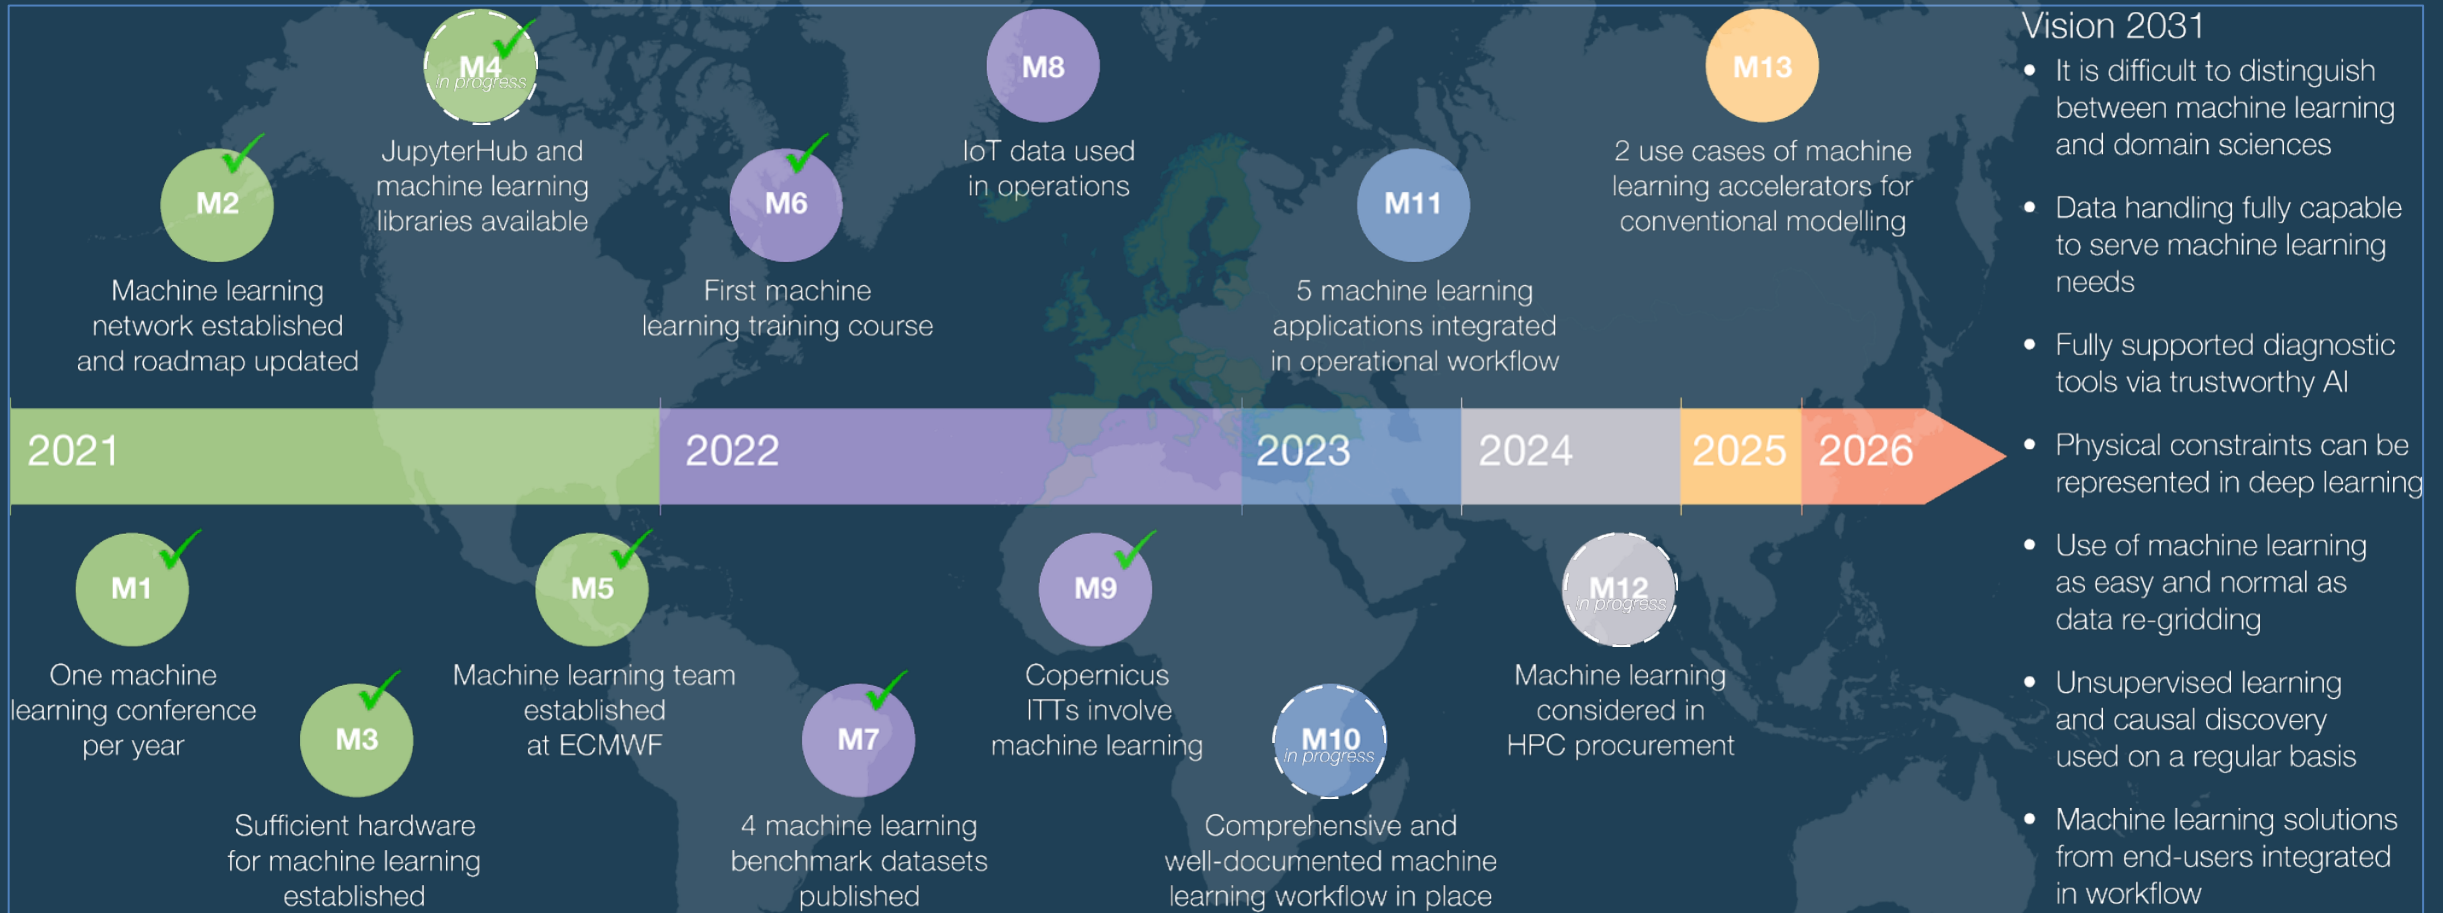 M4
in progress
JupyterHub and
machine learning
libraries available
M8
IoT data used
in operations
M13
2 use cases of machine
learning accelerators for
conventional modelling
M2
Machine learning
network established
and roadmap updated
M6
First machine
learning training course
M11
5 machine learning
applications integrated
in operational workflow
2021
2022
2023
2024
2025
2026
M1
One machine
learning conference
per year
M5
Machine learning team
established
at ECMWF
M9
Copernicus
ITTs involve
machine learning
M12
in progress
Machine learning
considered in
HPC procurement
M3
Sufficient hardware
for machine learning
established
M7
4 machine learning
benchmark datasets
published
M10
in progress
Comprehensive and
well-documented machine
learning workflow in place
Vision 2031
• It is difficult to distinguish
between machine learning
and domain sciences
• Data handling fully capable
to serve machine learning
needs
• Fully supported diagnostic
tools via trustworthy AI
• Physical constraints can be
represented in deep learning
• Use of machine learning
as easy and normal as
data re-gridding
• Unsupervised learning
and causal discovery
used on a regular basis
• Machine learning solutions
from end-users integrated
in workflow